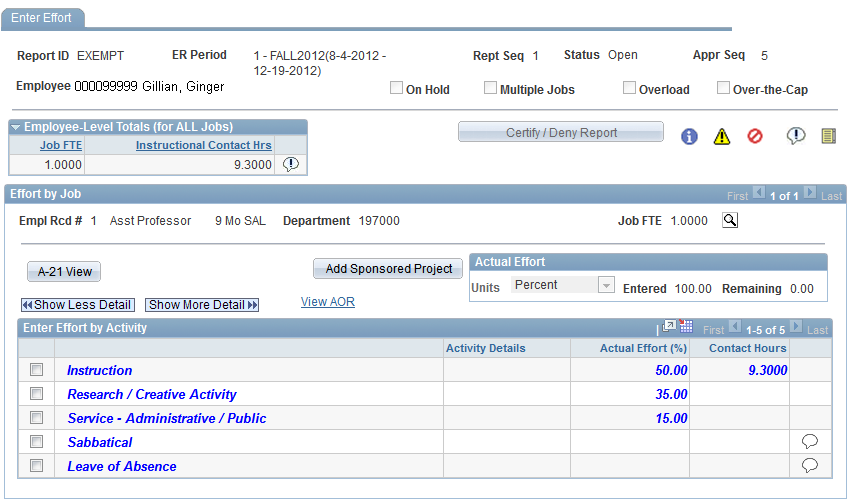 Enter Effort
Report ID EXEMPT ER Period 1 - FALL2012(8-4-2012 - Rept Seq 1 Status Open Appr Seq 5
12-19-2012)
Employee 000099999 Gillian, Ginger On Hold Multiple Jobs Overload Over-the-Cap
Employee-Level Totals (for ALL Jobs)
Job FTE Instructional Contact Hrs
1.0000 9.3000
Certify / Deny Report
Effort by Job First 1 of 1 Last
Empl Rcd # 1 Asst Professor 9 Mo SAL Department 197000 Job FTE 1.0000
A-21 View Add Sponsored Project
Actual Effort
Units Percent Entered 100.00 Remaining 0.00
Show Less Detail Show More Detail View AOR
Enter Effort by Activity | First 1-5 of 5 Last
Activity Details Actual Effort (%) Contact Hours
Instruction 50.00 9.3000
Research / Creative Activity 35.00
Service - Administrative / Public 15.00
Sabbatical
Leave of Absence